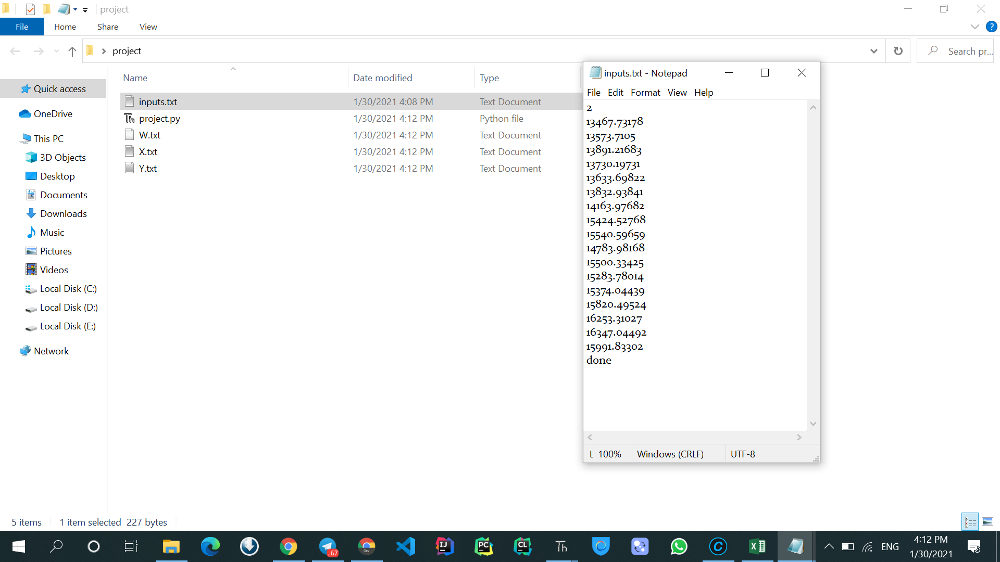 project
File
Home
Share
View
?
project
Search pr...
Name
Date modified
Type
Quick access
OneDrive
This PC
3D Objects
Desktop
Documents
Downloads
Music
Pictures
Videos
Local Disk (C:)
Local Disk (D:)
Local Disk (E:)
Network
inputs.txt 1/30/2021 4:08 PM Text Document
project.py 1/30/2021 4:12 PM Python file
W.txt 1/30/2021 4:12 PM Text Document
X.txt 1/30/2021 4:12 PM Text Document
Y.txt 1/30/2021 4:12 PM Text Document
inputs.txt - Notepad
File Edit Format View Help
2
13467.73178
13573.7105
13891.21683
13730.19731
13633.69822
13832.93841
14163.97682
15424.52768
15540.59659
14783.98168
15500.33425
15283.78014
15374.04439
15820.49524
16253.31027
16347.04492
15991.83302
done
L 100% Windows (CRLF) UTF-8
5 items 1 item selected 227 bytes
..67
Dev
IJ
PC
CL
Th
C
X
ENG
4:12 PM
1/30/2021